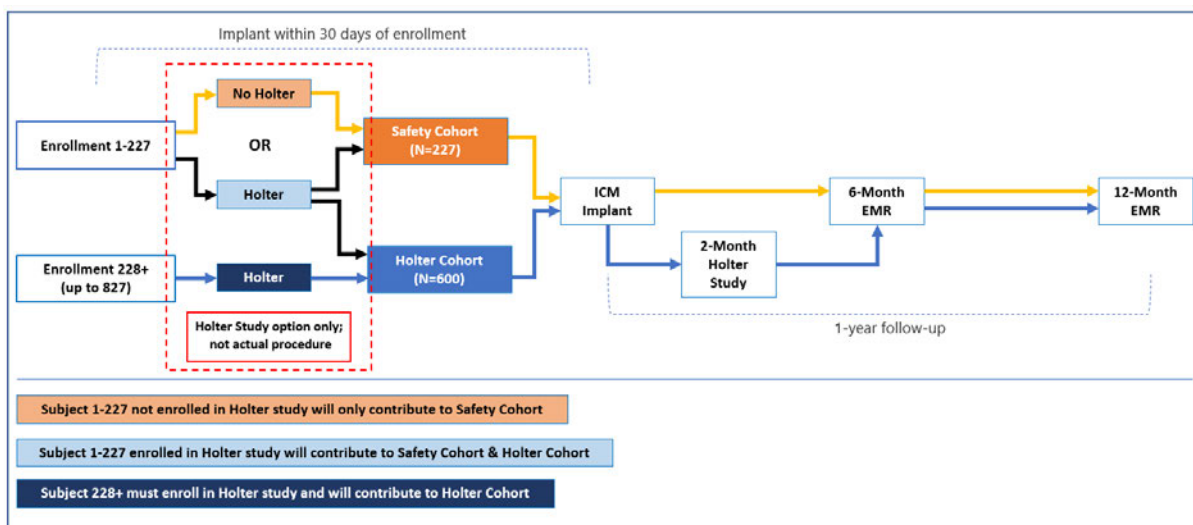 Implant within 30 days of enrollment
No Holter
Enrollment 1-227
OR
Safety Cohort
(N=227)
Holter
ICM
Implant
6-Month
EMR
12-Month
EMR
2-Month
Holter
Study
Enrollment 228+
(up to 827)
Holter
Holter Cohort
(N=600)
Holter Study option only;
not actual procedure
1-year follow-up
Subject 1-227 not enrolled in Holter study will only contribute to Safety Cohort
Subject 1-227 enrolled in Holter study will contribute to Safety Cohort & Holter Cohort
Subject 228+ must enroll in Holter study and will contribute to Holter Cohort